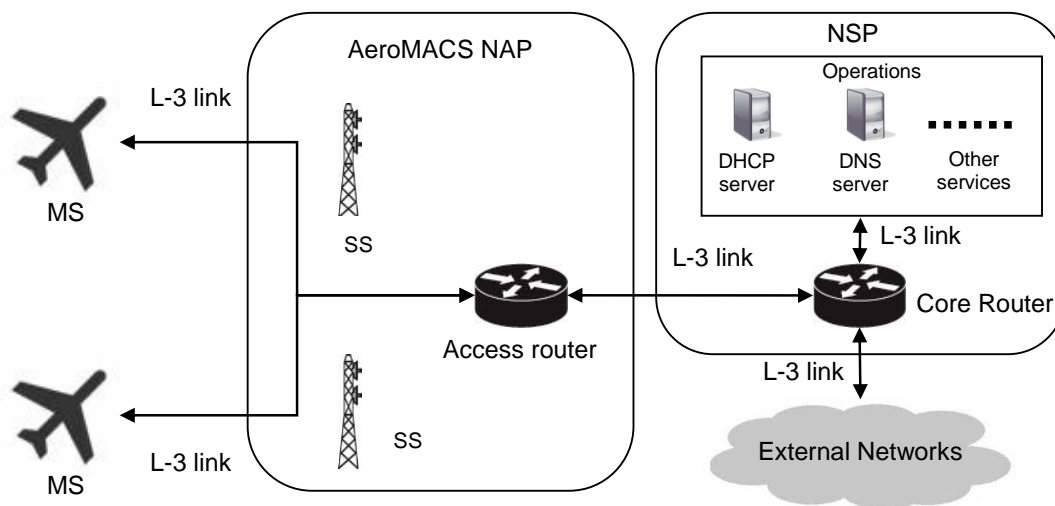 AeroMACS NAP
NSP
Operations
L-3 link
DHCP
server
DNS
server
Other
services
MS
SS
L-3 link
L-3 link
Core Router
Access router
L-3 link
SS
External Networks
L-3 link
MS